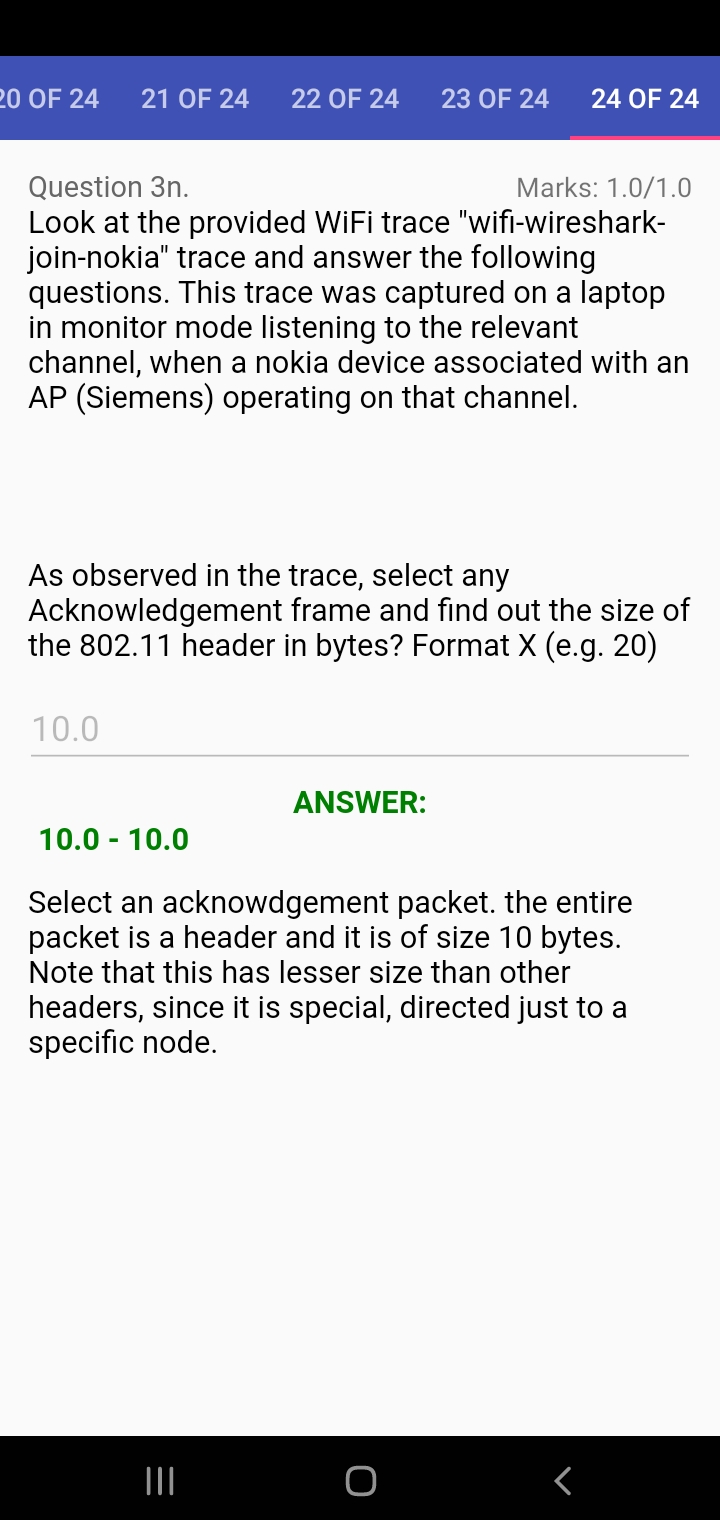 20 OF 24 21 OF 24 22 OF 24 23 OF 24 24 OF 24
Question 3n. Marks: 1.0/1.0
Look at the provided WiFi trace "wifi-wireshark-
join-nokia" trace and answer the following
questions. This trace was captured on a laptop
in monitor mode listening to the relevant
channel, when a nokia device associated with an
AP (Siemens) operating on that channel.
As observed in the trace, select any
Acknowledgement frame and find out the size of
the 802.11 header in bytes? Format X (e.g. 20)
10.0
ANSWER:
10.0 - 10.0
Select an acknowdgement packet. the entire
packet is a header and it is of size 10 bytes.
Note that this has lesser size than other
headers, since it is special, directed just to a
specific node.